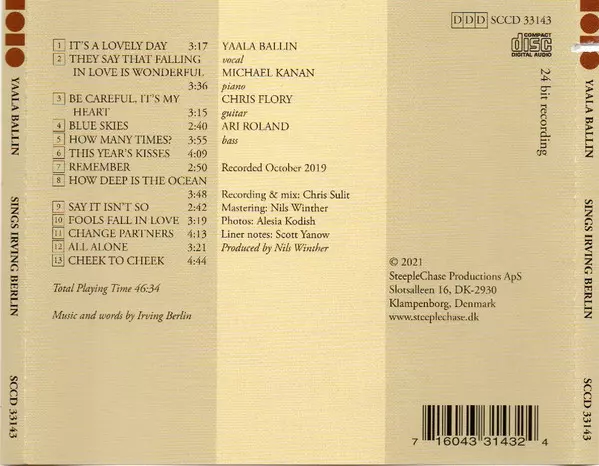 YAALA BALLIN SINGS IRVING BERLIN SCCD 33143
1 IT'S A LOVELY DAY 3:17
2 THEY SAY THAT FALLING
IN LOVE IS WONDERFUL
3:36
3 BE CAREFUL, IT'S MY
HEART 3:15
4 BLUE SKIES 2:40
5 HOW MANY TIMES? 3:55
6 THIS YEAR'S KISSES 4:09
7 REMEMBER 2:50
8 HOW DEEP IS THE OCEAN
3:48
9 SAY IT ISN'T SO 2:42
10 FOOLS FALL IN LOVE 3:19
11 CHANGE PARTNERS 4:13
12 ALL ALONE 3:21
13 CHEEK TO CHEEK 4:44
Total Playing Time 46:34
Music and words by Irving Berlin
YAALA BALLIN
vocal
MICHAEL KANAN
piano
CHRIS FLORY
guitar
ARI ROLAND
bass
Recorded October 2019
Recording & mix: Chris Sulit
Mastering: Nils Winther
Photos: Alesia Kodish
Liner notes: Scott Yanow
Produced by Nils Winther
DDD SCCD 33143
COMPACT
disc
DIGITAL AUDIO
24 bit recording
© 2021
SteepleChase Productions ApS
Slotsalleen 16, DK-2930
Klampenborg, Denmark
www.steeplechase.dk
7 16043 31432 4
YAALA BALLIN SINGS IRVING BERLIN SCCD 33143